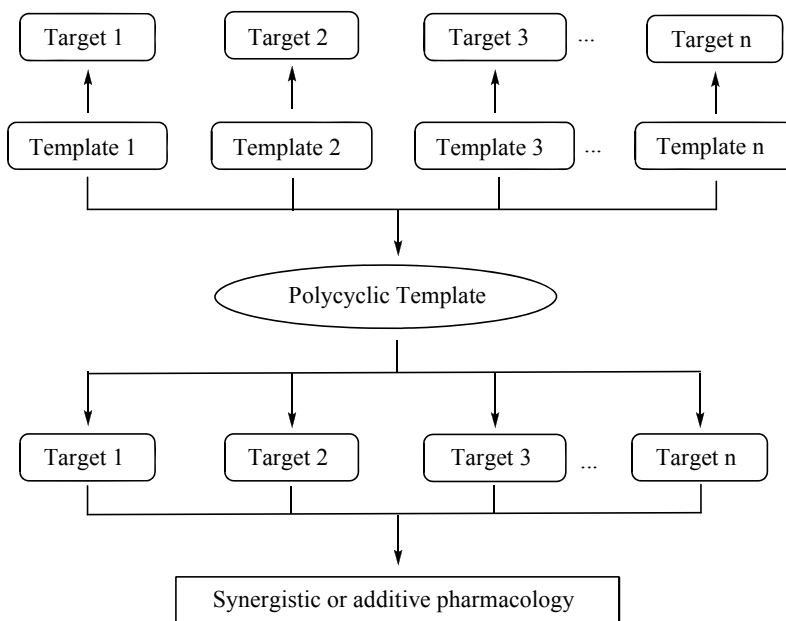 Target 1 Target 2 Target 3 ... Target n
Template 1 Template 2 Template 3 ... Template n
Polycyclic Template
Target 1 Target 2 Target 3 ... Target n
Synergistic or additive pharmacology